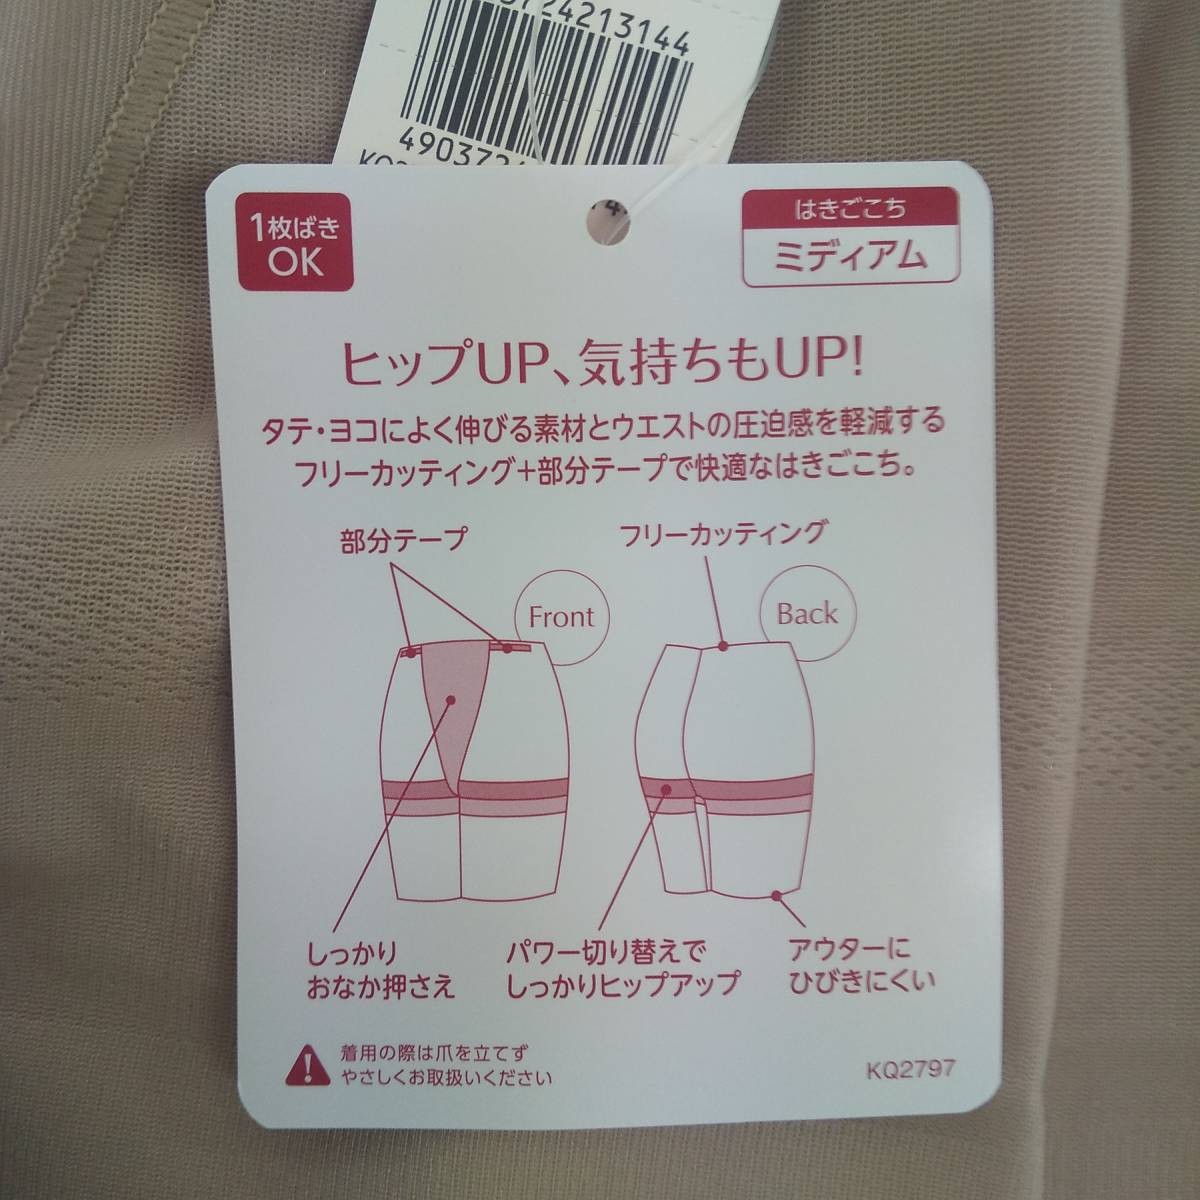 24213144
1枚ばき
OK
はきごこち
ミディアム
ヒップUP、気持ちもUP!
タテ・ヨコによく伸びる素材とウエストの圧迫感を軽減する
フリーカッティング+部分テープで快適なはきごこち。
部分テープ
フリーカッティング
Front
Back
しっかり
おなか押さえ
パワー切り替えで
しっかりヒップアップ
アウターに
ひびきにくい
着用の際は爪を立てず
やさしくお取扱いください
KQ2797